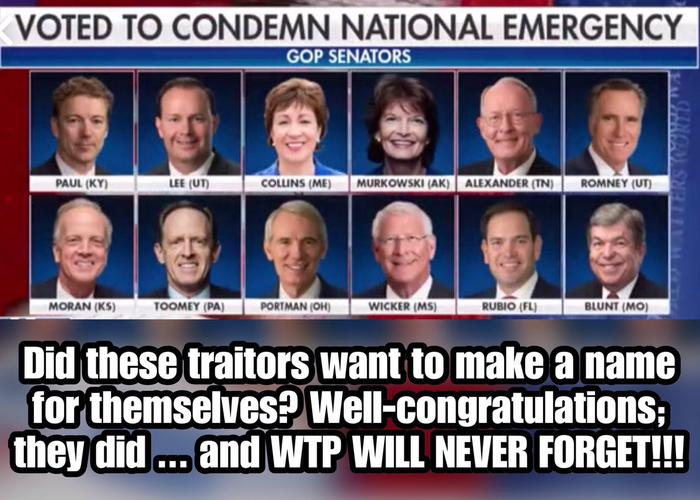 VOTED TO CONDEMN NATIONAL EMERGENCY
GOP SENATORS
PAUL (KY)
LEE (UT)
COLLINS (ME)
MURKOWSKI (AK)
ALEXANDER (TN)
ROMNEY (UT)
MORAN (KS)
TOOMEY (PA)
PORTMAN (OH)
WICKER (MS)
RUBIO (FL)
BLUNT (MO)
Did these traitors want to make a name
for themselves? Well-congratulations;
they did ... and WTP WILL NEVER FORGET!!!